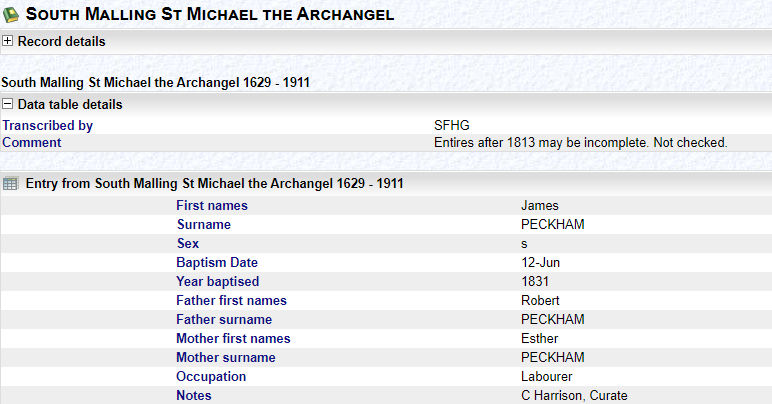 SOUTH MALLING ST MICHAEL THE ARCHANGEL
Record details
South Malling St Michael the Archangel 1629 - 1911
Data table details
Transcribed by SFHG
Comment Entires after 1813 may be incomplete. Not checked.
Entry from South Malling St Michael the Archangel 1629 - 1911
First names James
Surname PECKHAM
Sex s
Baptism Date 12-Jun
Year baptised 1831
Father first names Robert
Father surname PECKHAM
Mother first names Esther
Mother surname PECKHAM
Occupation Labourer
Notes C Harrison, Curate